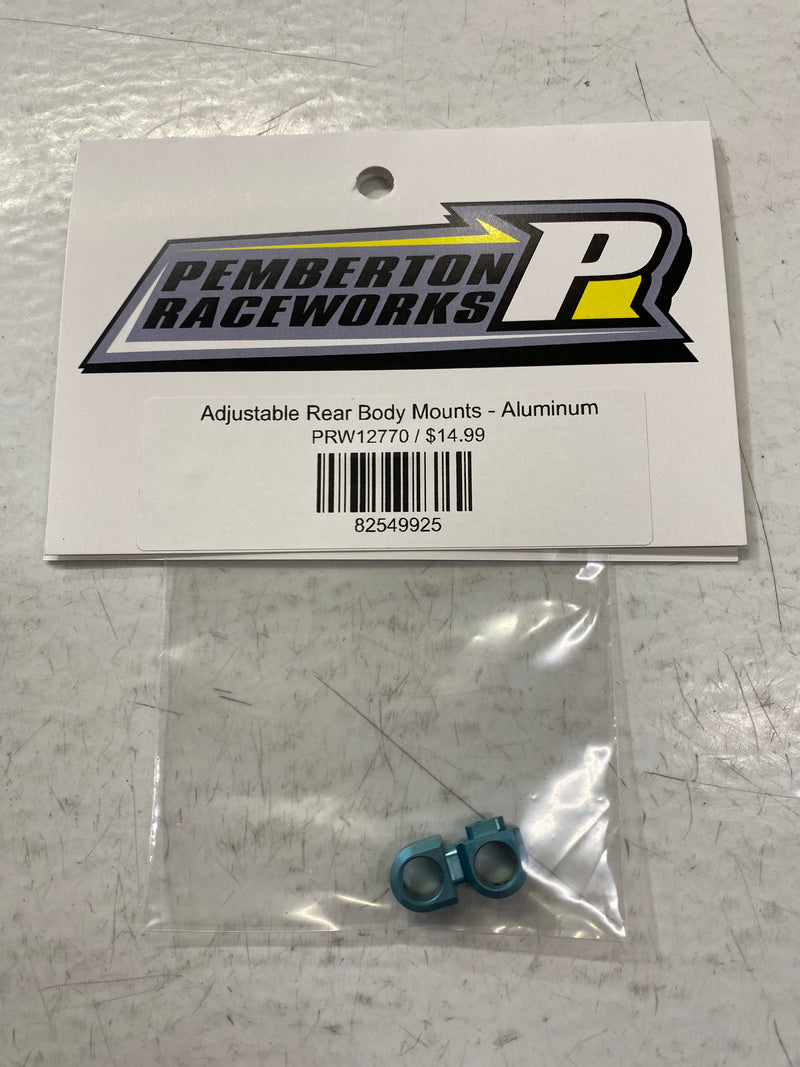 PEMBERTON
RACEWORKS
P
Adjustable Rear Body Mounts - Aluminum
PRW12770 / $14.99
82549925